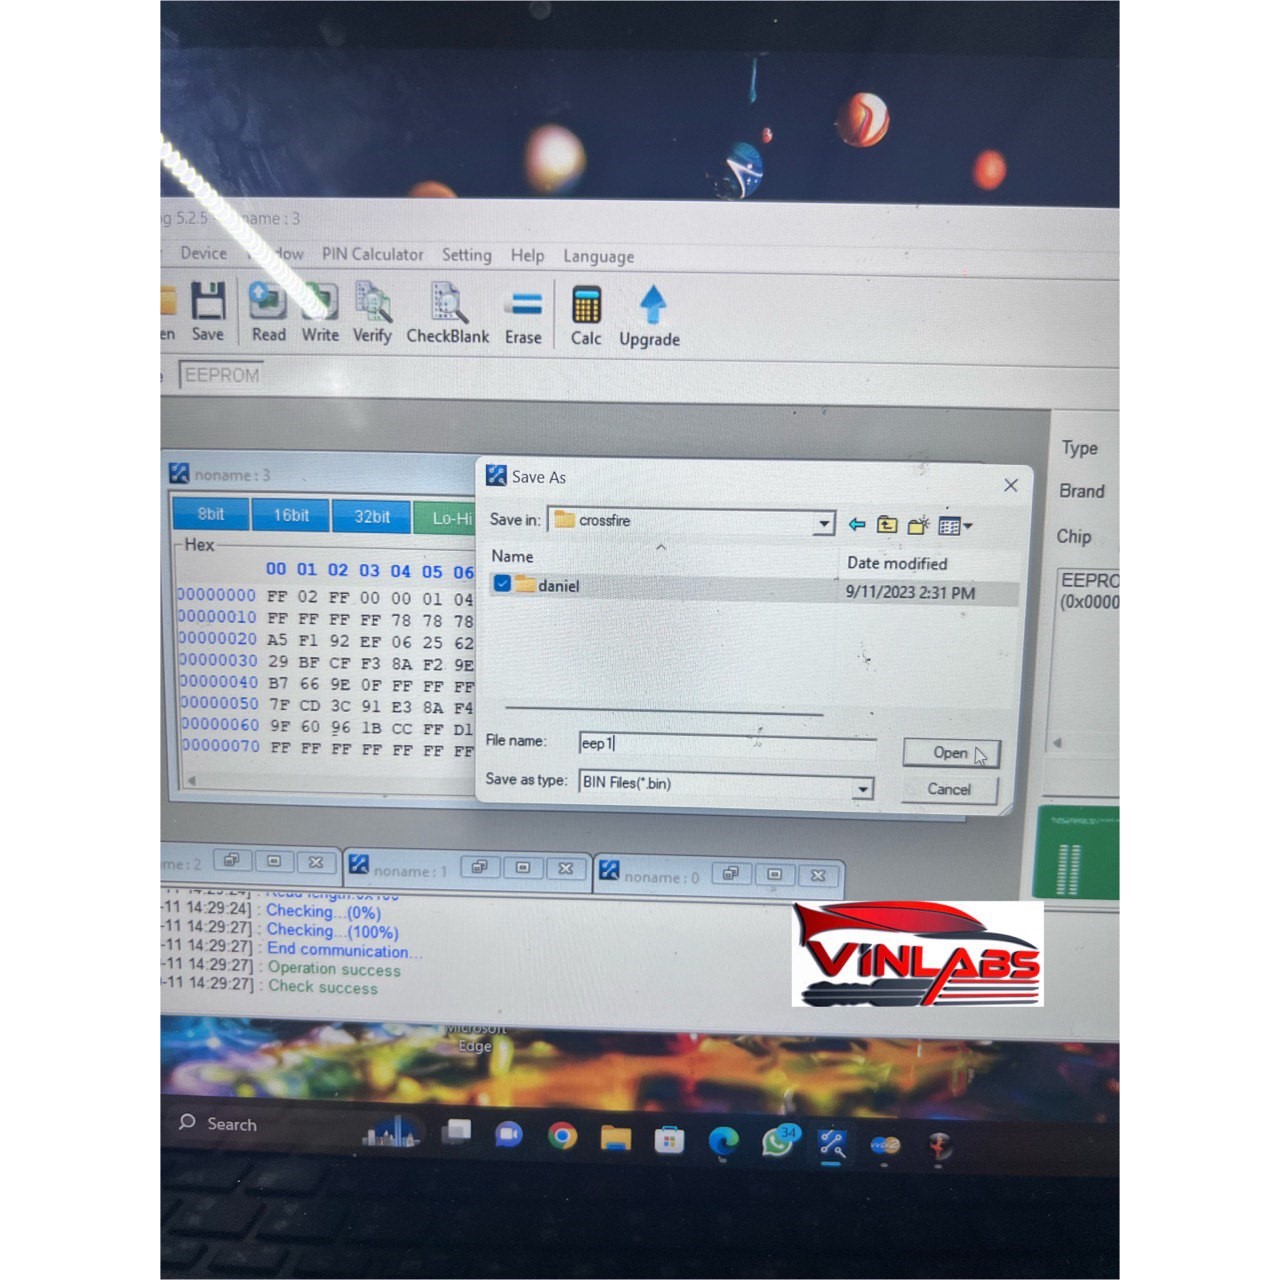 g 5.2.5 name : 3
Device dow PIN Calculator Setting Help Language
en Save Read Write Verify CheckBlank Erase Calc Upgrade
EEPROM
Type
Brand
Chip
EEPRO
(0x0000
noname : 3
8bit 16bit 32bit Lo-Hi
Hex
00 01 02 03 04 05 06
00000000 FF 02 FF 00 00 01 04
00000010 FF FF FF FF 78 78 78
00000020 A5 F1 92 EF 06 25 62
00000030 29 BF CF F3 8A F2 9E
00000040 B7 66 9E 0F FF FF FF
00000050 7F CD 3C 91 E3 8A F4
00000060 9F 60 96 1B CC FF D1
00000070 FF FF FF FF FF FF FF
Save As
Save in: crossfire
Name Date modified
daniel 9/11/2023 2:31 PM
File name: eep1 Open
Save as type: BIN Files(*.bin) Cancel
me : 2 noname : 1 noname : 0
-11 14:29:24] : Read length:0x100
-11 14:29:24] : Checking...(0%)
-11 14:29:27] : Checking...(100%)
-11 14:29:27] : End communication...
-11 14:29:27] : Operation success
-11 14:29:27] : Check success
VINLABS
Microsoft
Edge
Search
34